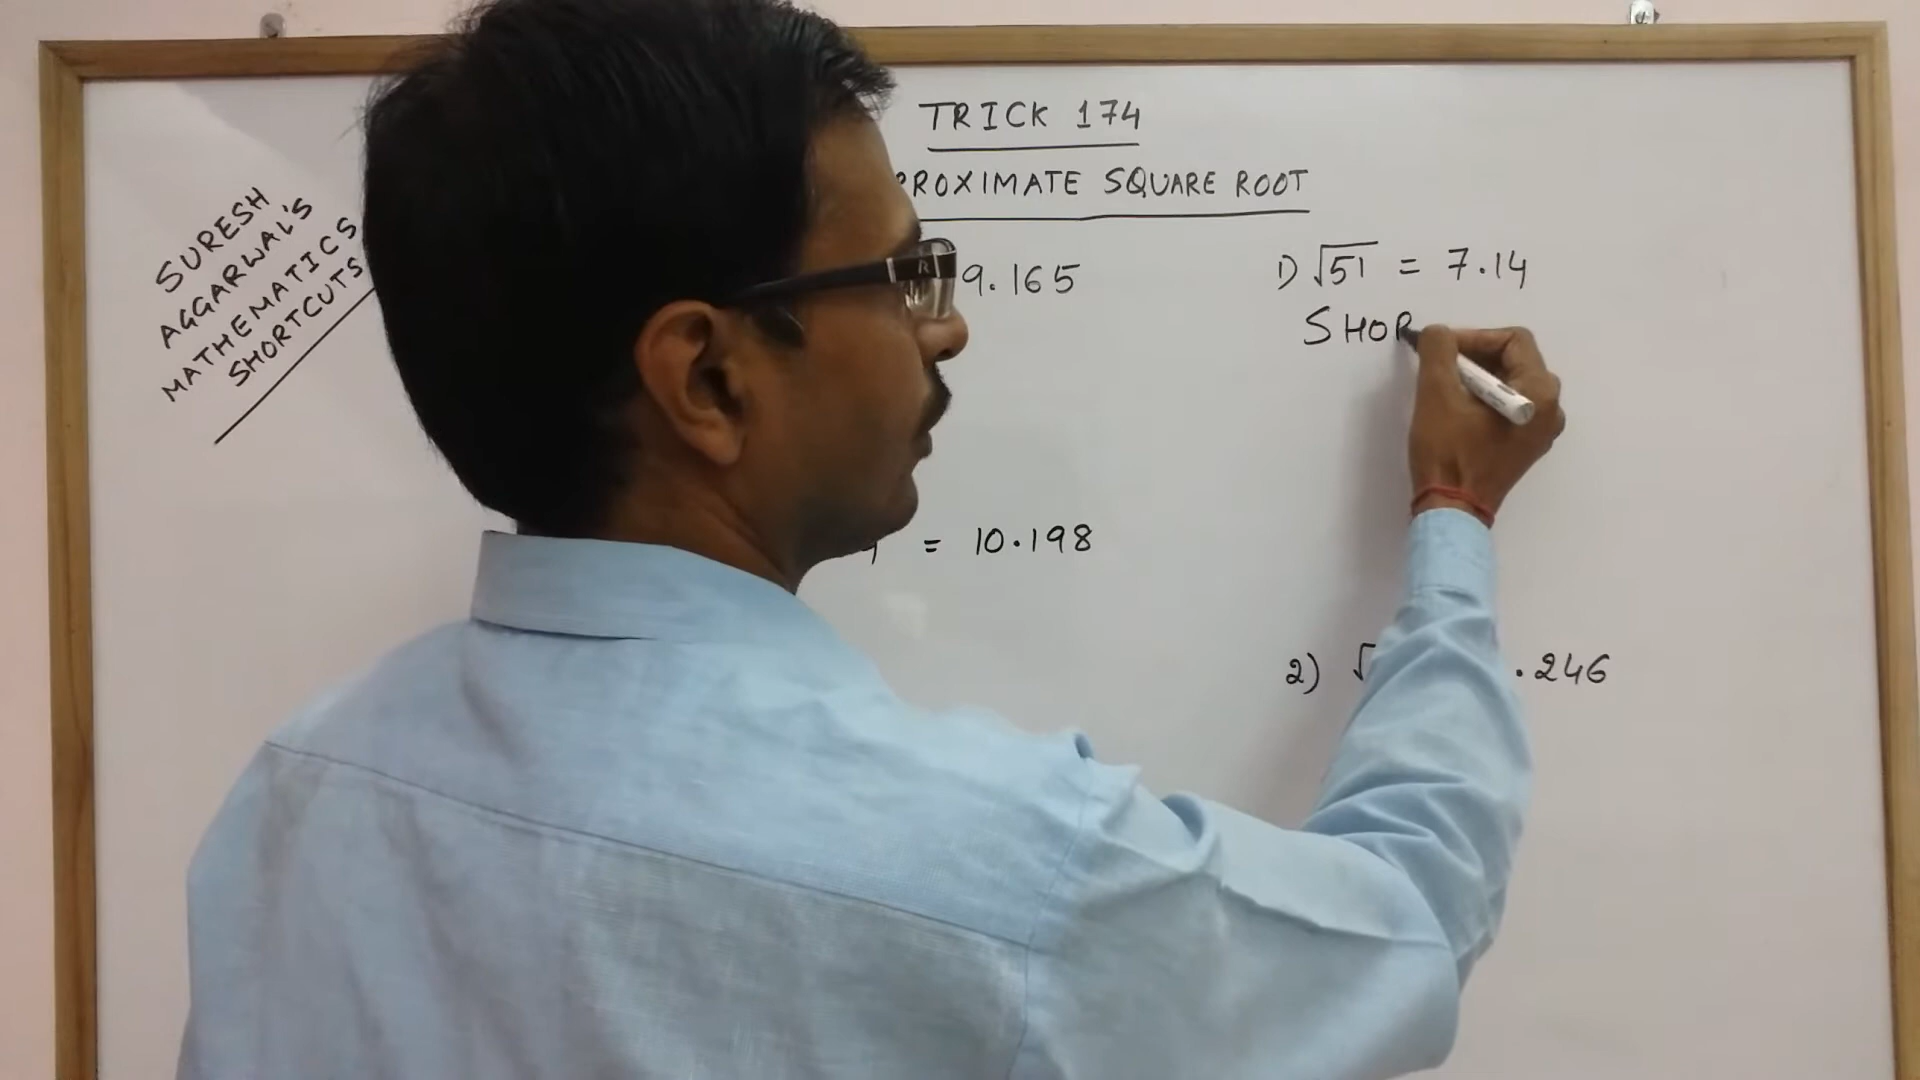 TRICK 174
PROXIMATE SQUARE ROOT
SURESH
AGGARWAL'S
MATHEMATICS
SHORTCUTS
9.165
= 10.198
1) √51 = 7.14
SHOR
2) √ .246